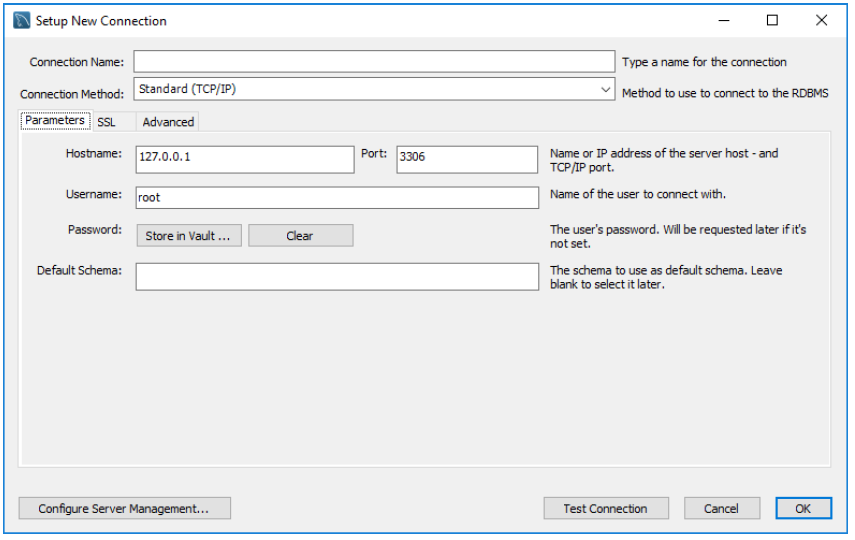 Setup New Connection
Connection Name: Type a name for the connection
Connection Method: Standard (TCP/IP) Method to use to connect to the RDBMS
Parameters SSL Advanced
Hostname: 127.0.0.1 Port: 3306 Name or IP address of the server host - and
TCP/IP port.
Username: root Name of the user to connect with.
Password: Store in Vault ... Clear The user's password. Will be requested later if it's
not set.
Default Schema: The schema to use as default schema. Leave
blank to select it later.
Configure Server Management... Test Connection Cancel OK